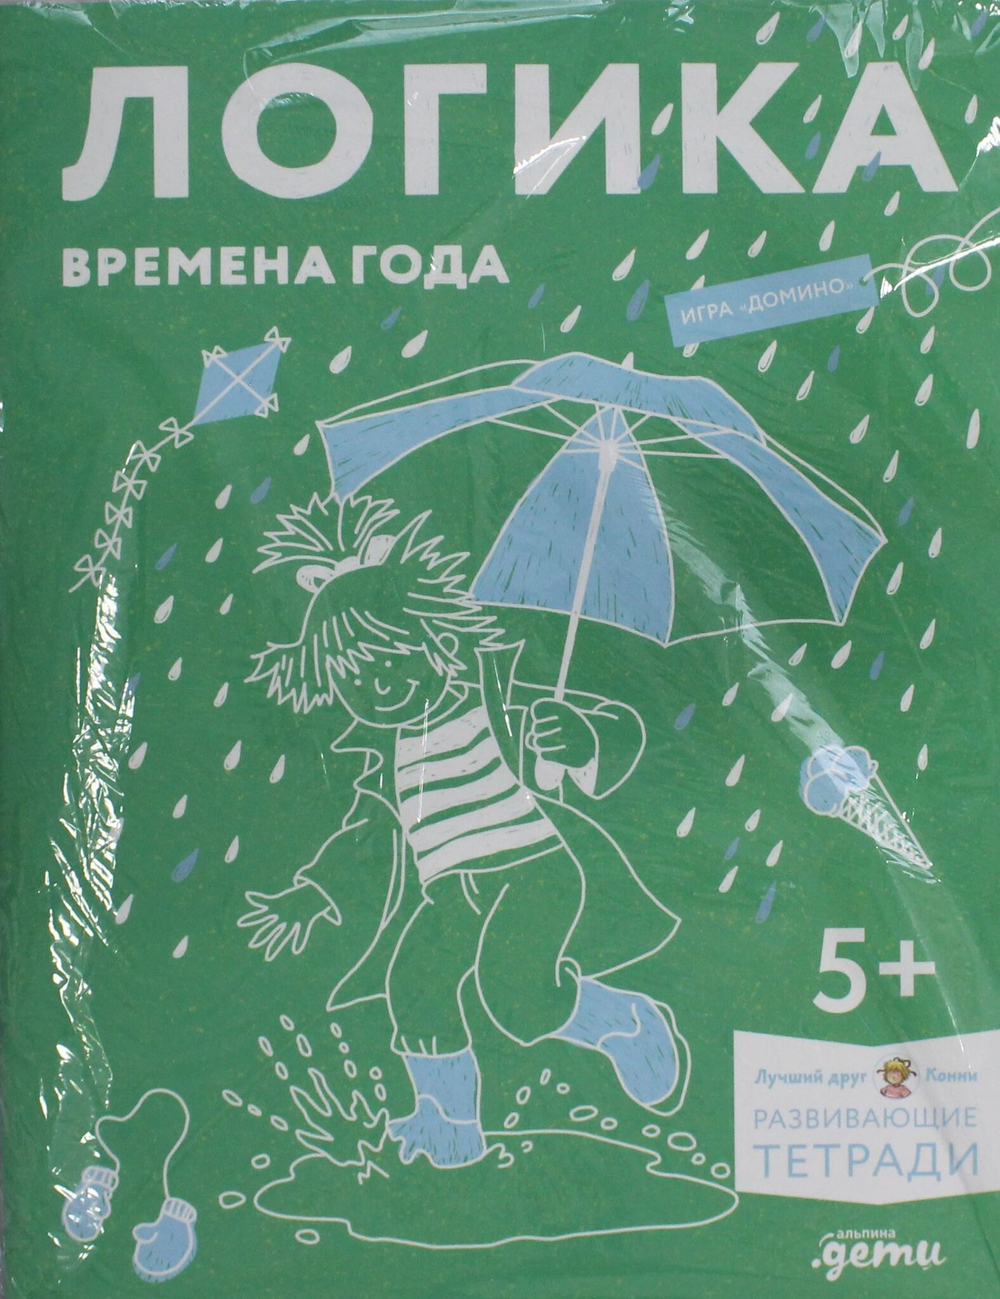 ЛОГИКА
ВРЕМЕНА ГОДА
ИГРА «ДОМИНО»
5+
Лучший друг Конни
РАЗВИВАЮЩИЕ
ТЕТРАДИ
альпина
.дети